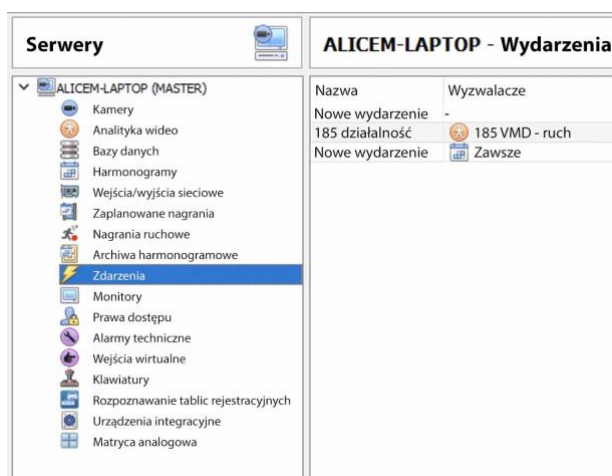 Serwery
ALICEM-LAPTOP (MASTER)
Kamery
Analityka wideo
Bazy danych
Harmonogramy
Wejścia/wyjścia sieciowe
Zaplanowane nagrania
Nagrania ruchowe
Archiwa harmonogramowe
Zdarzenia
Monitory
Prawa dostępu
Alarmy techniczne
Wejścia wirtualne
Klawiatury
Rozpoznawanie tablic rejestracyjnych
Urządzenia integracyjne
Matryca analogowa
ALICEM-LAPTOP - Wydarzenia
Nazwa Wyzwalacze
Nowe wydarzenie -
185 działalność 185 VMD - ruch
Nowe wydarzenie Zawsze